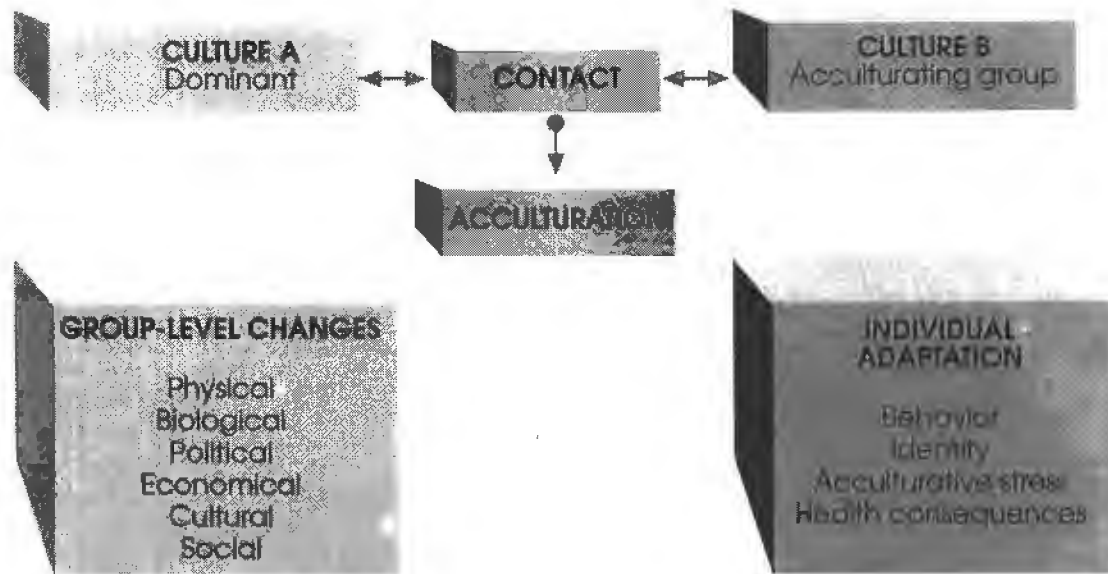 CULTURE A
Dominant
CONTACT
CULTURE B
Acculturating group
ACCULTURATION
GROUP-LEVEL CHANGES
Physical
Biological
Political
Economical
Cultural
Social
INDIVIDUAL
ADAPTATION
Behavior
Identity
Acculturative stress
Health consequences